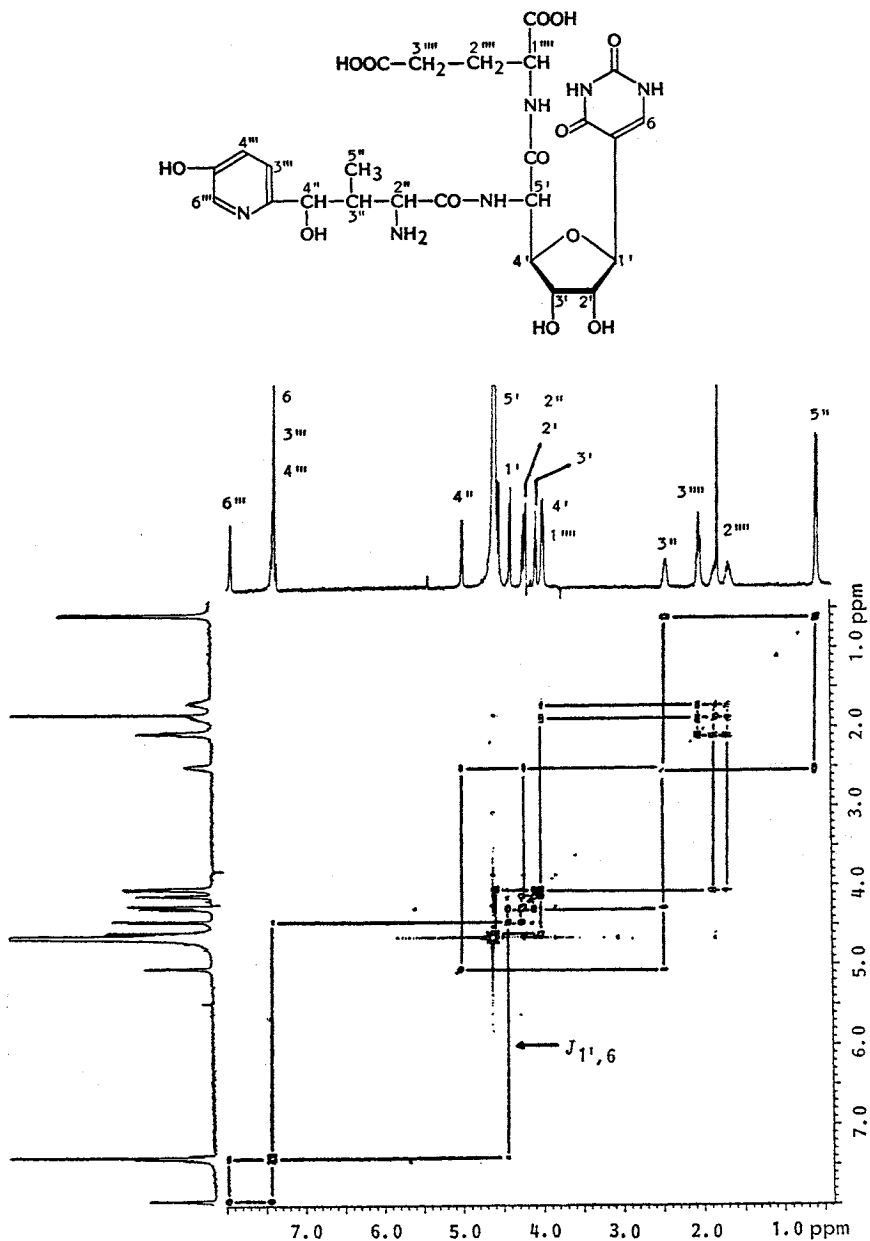 COOH
3'''' 2'''' 1''''
HOOC-CH2-CH2-CH
O
NH
HN NH
O 6
CO
4''' 5''
HO 3''' CH3 4'' 2'' 5'
6''' N CH-CH-CH-CO-NH-CH
3''
OH NH2
O
4' 1'
3' 2'
HO OH
6 5' 2'' 5''
3''' 2'
4''' 1' 3'
6''' 4'' 4' 3''''
1'''' 3'' 2''''
1.0 ppm
2.0
3.0
4.0
5.0
J1',6
6.0
7.0
7.0 6.0 5.0 4.0 3.0 2.0 1.0 ppm